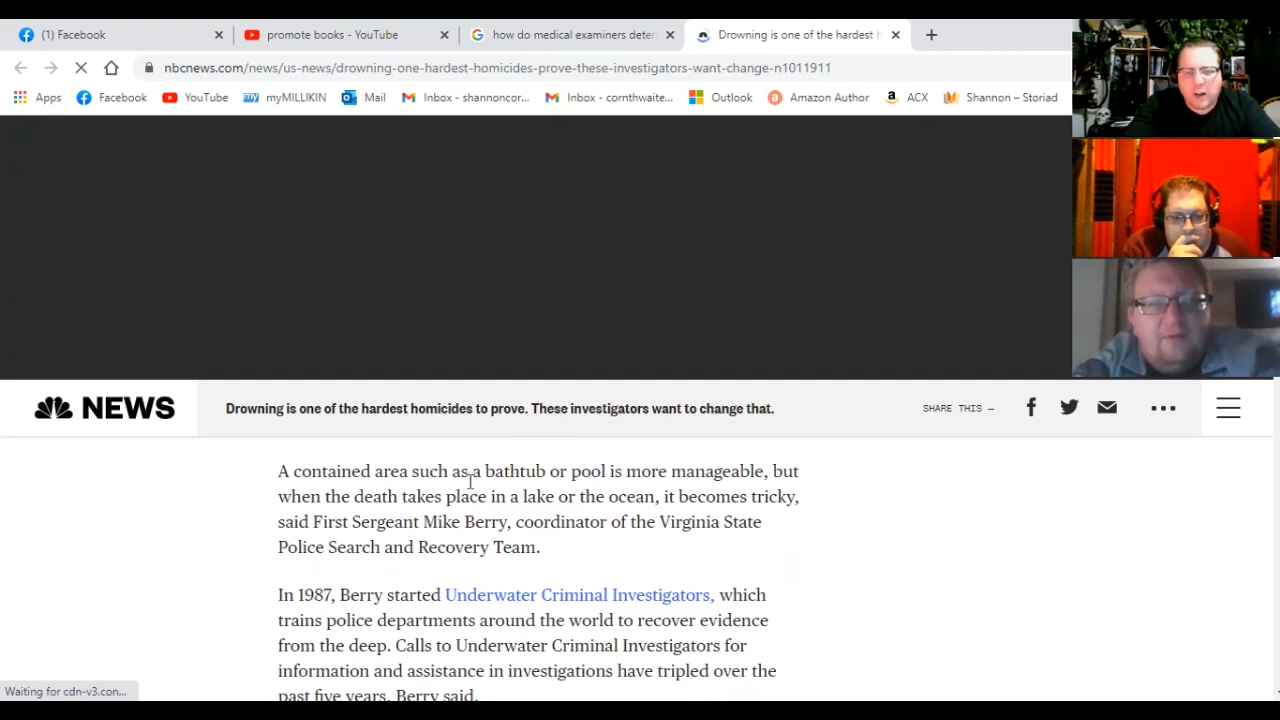 (1) Facebook
promote books - YouTube
how do medical examiners deter
Drowning is one of the hardest h
nbcnews.com/news/us-news/drowning-one-hardest-homicides-prove-these-investigators-want-change-n1011911
Apps Facebook YouTube myMILLIKIN Mail Inbox - shannoncor... Inbox - cornthwaite... Outlook Amazon Author ACX Shannon – Storiad
NEWS
Drowning is one of the hardest homicides to prove. These investigators want to change that.
SHARE THIS —
A contained area such as a bathtub or pool is more manageable, but
when the death takes place in a lake or the ocean, it becomes tricky,
said First Sergeant Mike Berry, coordinator of the Virginia State
Police Search and Recovery Team.
In 1987, Berry started Underwater Criminal Investigators, which
trains police departments around the world to recover evidence
from the deep. Calls to Underwater Criminal Investigators for
information and assistance in investigations have tripled over the
past five years, Berry said.
Waiting for cdn-v3.con...